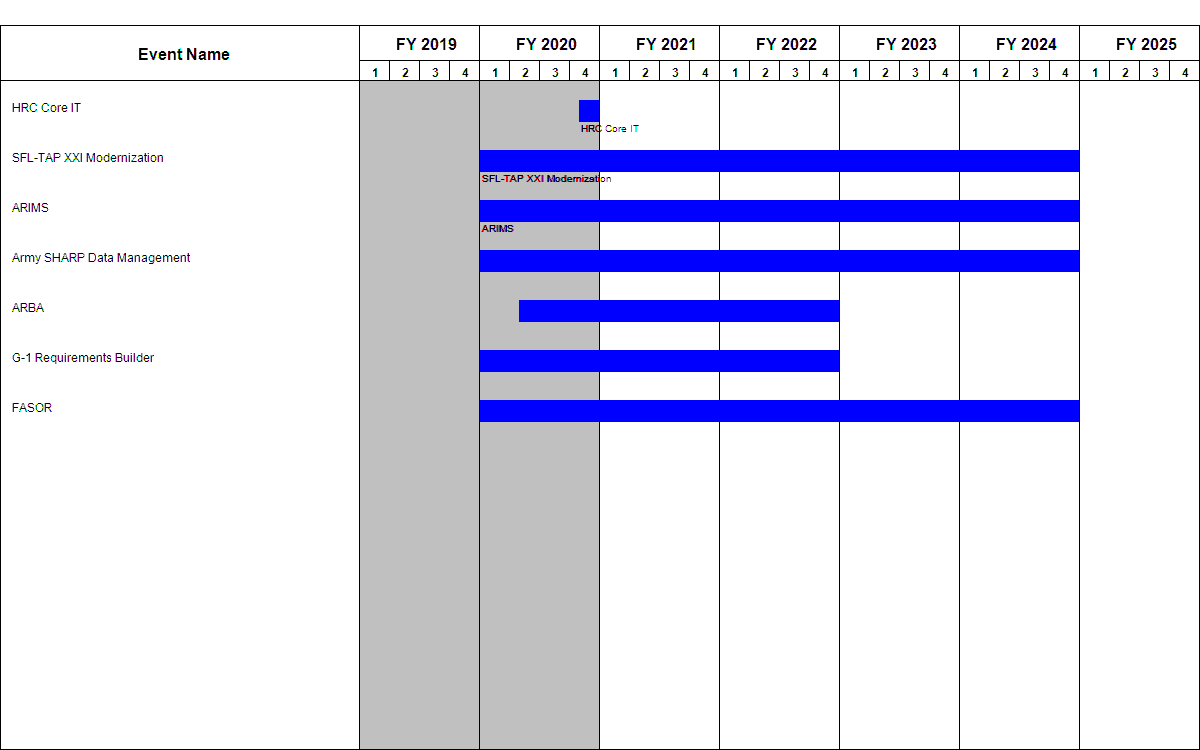 Event Name
FY 2019 FY 2020 FY 2021 FY 2022 FY 2023 FY 2024 FY 2025
1 2 3 4 1 2 3 4 1 2 3 4 1 2 3 4 1 2 3 4 1 2 3 4 1 2 3 4
HRC Core IT
HRC Core IT
SFL-TAP XXI Modernization
SFL-TAP XXI Modernization
ARIMS
ARIMS
Army SHARP Data Management
ARBA
G-1 Requirements Builder
FASOR